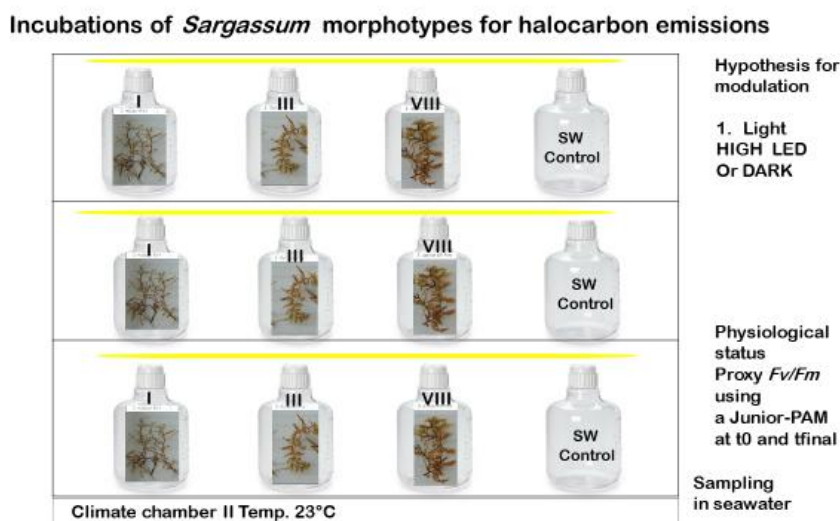 Incubations of Sargassum morphotypes for halocarbon emissions
I
III
VIII
SW
Control
Hypothesis for
modulation
1. Light
HIGH LED
Or DARK
I
III
VIII
SW
Control
I
III
VIII
SW
Control
Physiological
status
Proxy Fv/Fm
using
a Junior-PAM
at t0 and tfinal
Sampling
in seawater
Climate chamber II Temp. 23°C